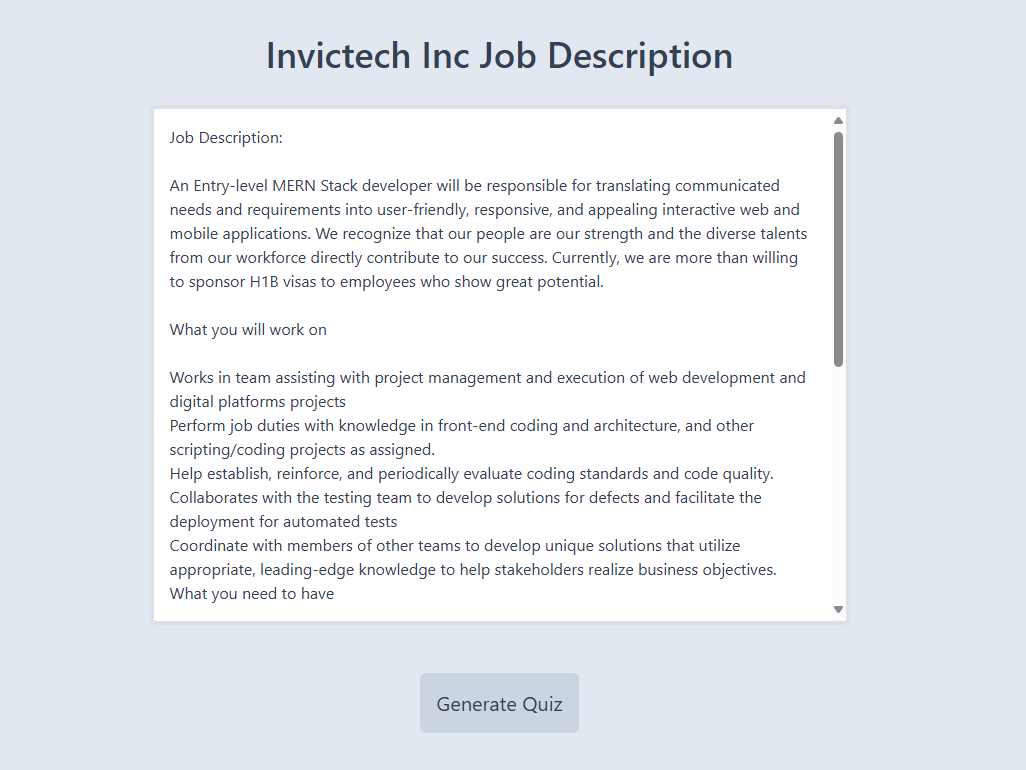 Invictech Inc Job Description
Job Description:
An Entry-level MERN Stack developer will be responsible for translating communicated
needs and requirements into user-friendly, responsive, and appealing interactive web and
mobile applications. We recognize that our people are our strength and the diverse talents
from our workforce directly contribute to our success. Currently, we are more than willing
to sponsor H1B visas to employees who show great potential.
What you will work on
Works in team assisting with project management and execution of web development and
digital platforms projects
Perform job duties with knowledge in front-end coding and architecture, and other
scripting/coding projects as assigned.
Help establish, reinforce, and periodically evaluate coding standards and code quality.
Collaborates with the testing team to develop solutions for defects and facilitate the
deployment for automated tests
Coordinate with members of other teams to develop unique solutions that utilize
appropriate, leading-edge knowledge to help stakeholders realize business objectives.
What you need to have
Generate Quiz